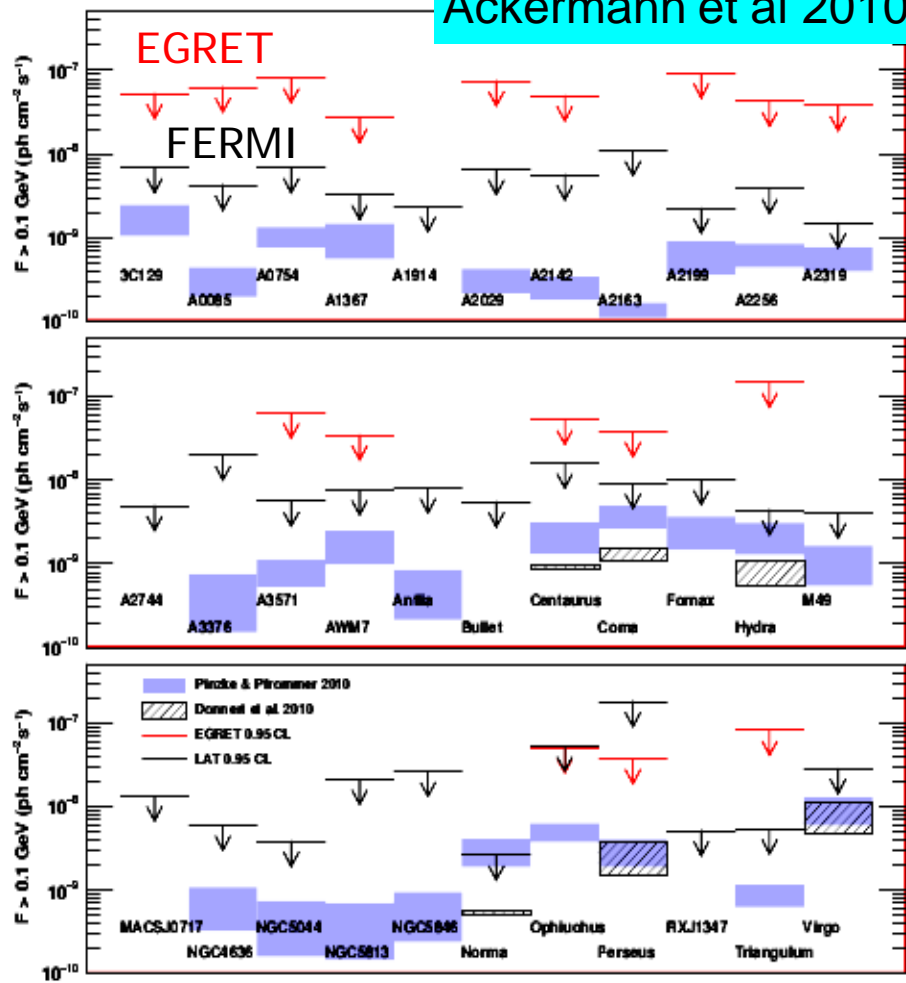 Ackermann et al 2010
EGRET
FERMI
F > 0.1 GeV (ph cm⁻² s⁻¹)
10⁻⁷
10⁻⁸
10⁻⁹
10⁻¹⁰
3C129 A0754 A1914 A2142 A2199 A2319
A0085 A1367 A2029 A2163 A2256
F > 0.1 GeV (ph cm⁻² s⁻¹)
10⁻⁷
10⁻⁸
10⁻⁹
10⁻¹⁰
A2744 A3571 Antlia Centaurus Fornax M49
A3376 AWM7 Bullet Coma Hydra
F > 0.1 GeV (ph cm⁻² s⁻¹)
10⁻⁷
10⁻⁸
10⁻⁹
10⁻¹⁰
Pinzke & Pfrommer 2010
Donnert et al. 2010
EGRET 0.95 CL
LAT 0.95 CL
MACSJ0717 NGC5044 NGC5846 Ophiuchus RXJ1347 Virgo
NGC4636 NGC5813 Norma Perseus Triangulum